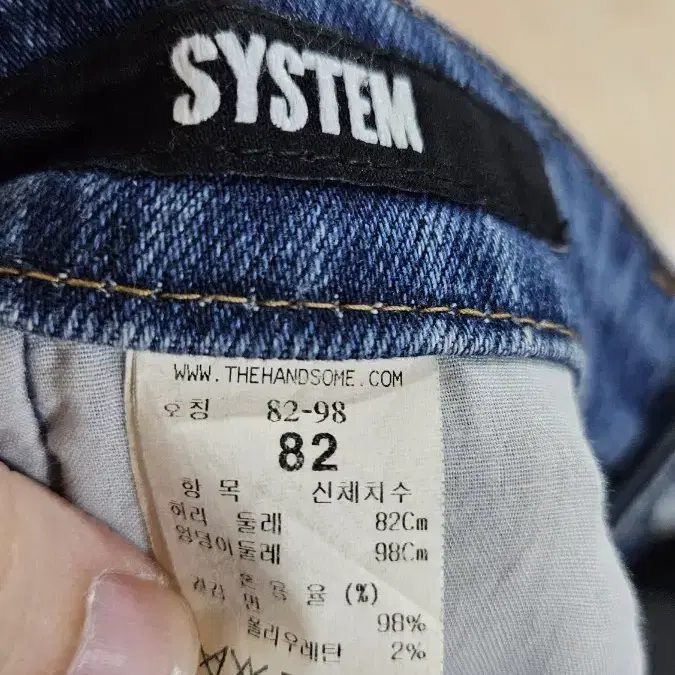 SYSTEM
WWW.THEHANDSOME.COM
호칭 82-98
82
항목 신체치수
허리 둘레 82Cm
엉덩이둘레 98Cm
혼용율 (%)
면 98%
폴리우레탄 2%